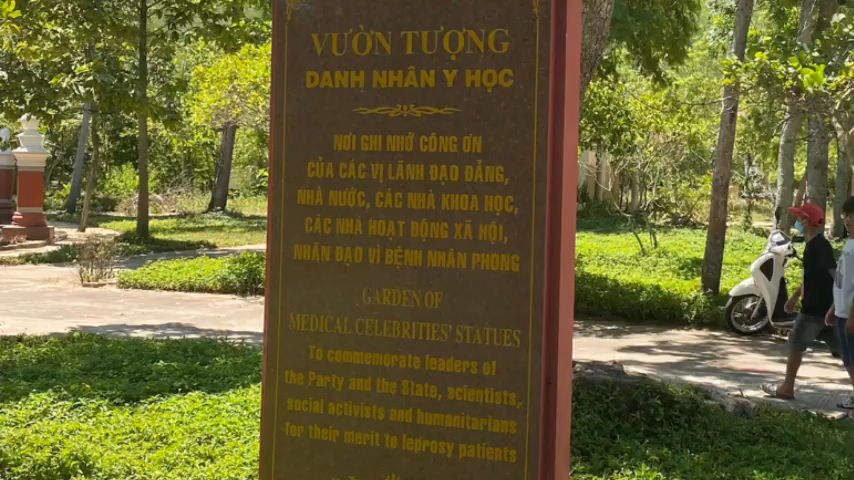 VƯỜN TƯỢNG
DANH NHÂN Y HỌC
NƠI GHI NHỚ CÔNG ƠN
CỦA CÁC VỊ LÃNH ĐẠO ĐẢNG,
NHÀ NƯỚC, CÁC NHÀ KHOA HỌC,
CÁC NHÀ HOẠT ĐỘNG XÃ HỘI,
NHÂN ĐẠO VÌ BỆNH NHÂN PHONG
GARDEN OF
MEDICAL CELEBRITIES' STATUES
To commemorate leaders of
the Party and the State, scientists,
social activists and humanitarians
for their merit to leprosy patients